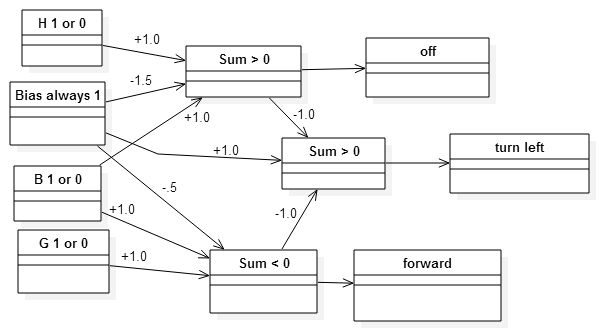 H 1 or 0
+1.0
Sum > 0
off
-1.5
Bias always 1
+1.0
-1.0
+1.0
Sum > 0
turn left
B 1 or 0
-.5
+1.0
-1.0
G 1 or 0
+1.0
Sum < 0
forward